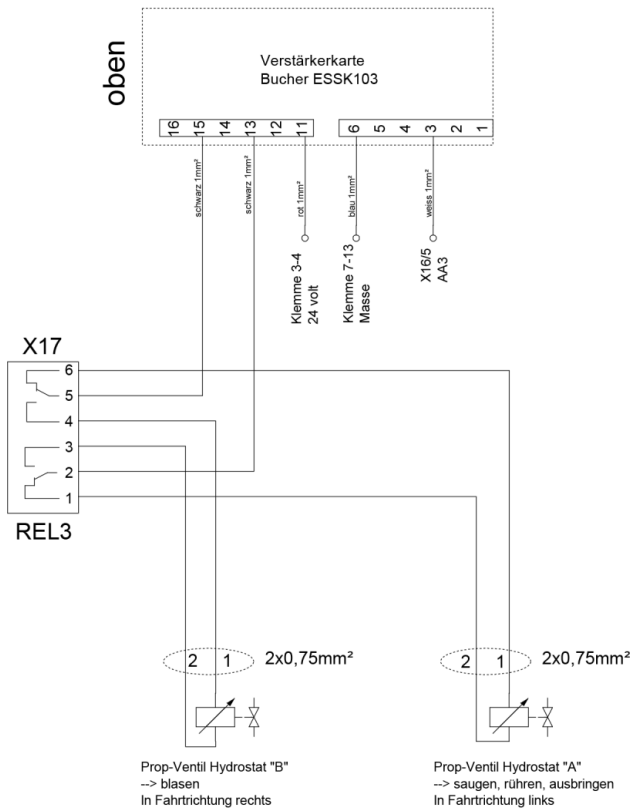 oben
Verstärkerkarte
Bucher ESSK103
16 15 14 13 12 11
6 5 4 3 2 1
schwarz 1mm²
schwarz 1mm²
rot 1mm²
blau 1mm²
weiss 1mm²
Klemme 3-4
24 volt
Klemme 7-13
Masse
X16/5
AA3
X17
6
5
4
3
2
1
REL3
2 1 2x0,75mm²
2 1 2x0,75mm²
Prop-Ventil Hydrostat "B"
--> blasen
In Fahrtrichtung rechts
Prop-Ventil Hydrostat "A"
--> saugen, rühren, ausbringen
In Fahrtrichtung links